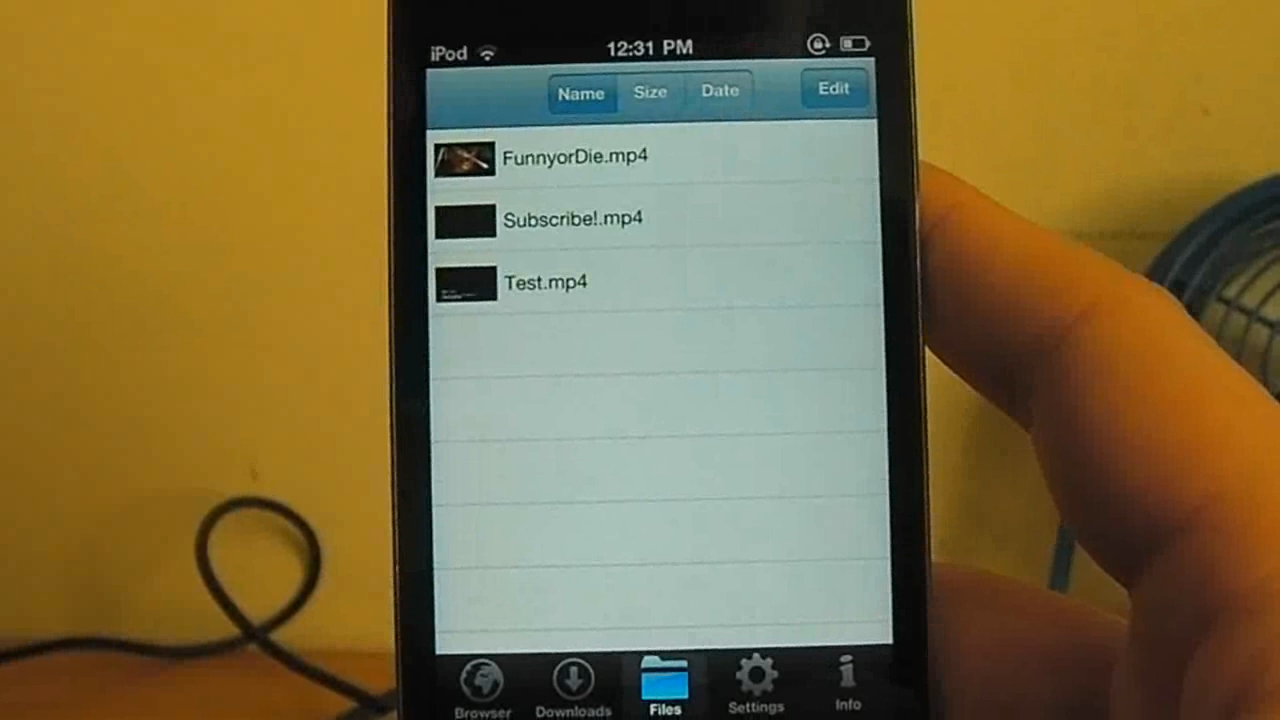 iPod 12:31 PM
Name Size Date Edit
FunnyorDie.mp4
Subscribe!.mp4
Test.mp4
Browser Downloads Files Settings Info